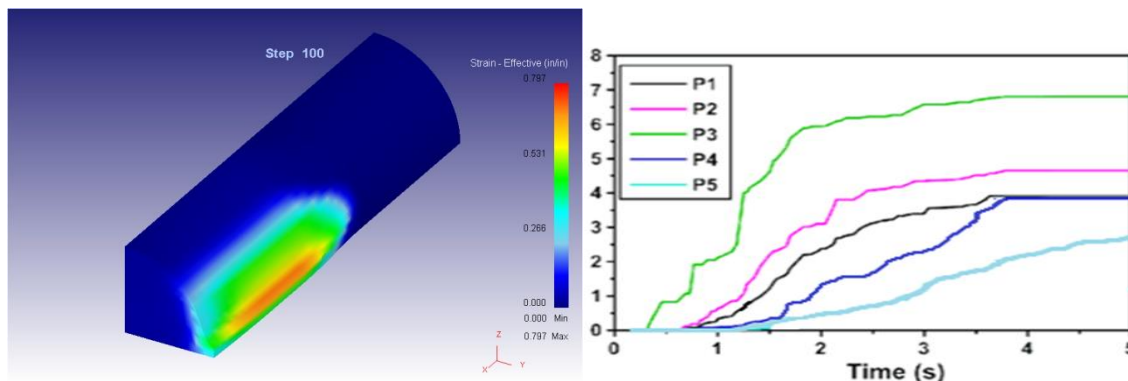 Step 100
Strain - Effective (in/in)
0.797
0.531
0.266
0.000
0.000 Min
0.797 Max
Z
X
Y
8
7
6
5
4
3
2
1
0
P1
P2
P3
P4
P5
0 1 2 3 4 5
Time (s)